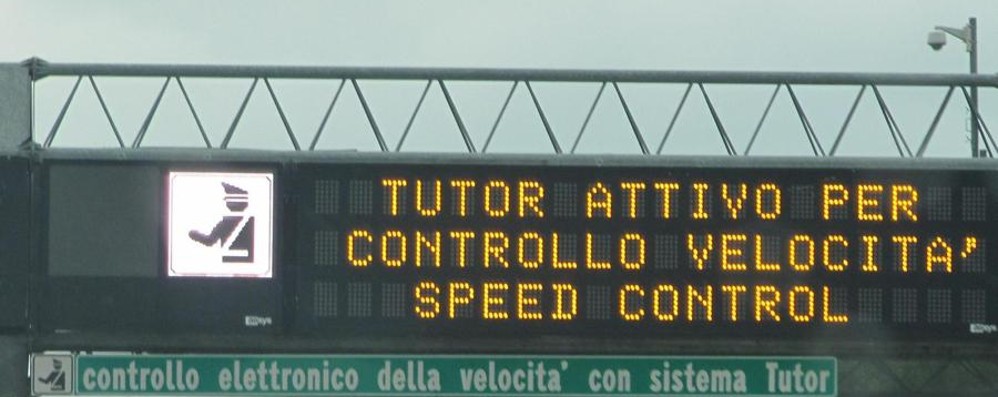 TUTOR ATTIVO PER
CONTROLLO VELOCITA'
SPEED CONTROL
controllo elettronico della velocita' con sistema Tutor